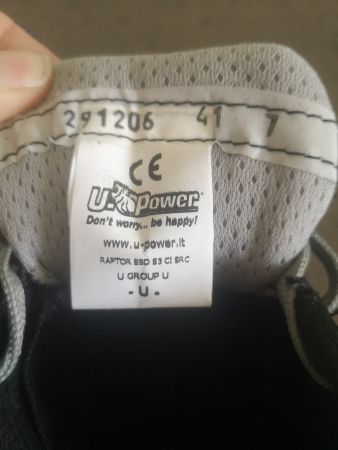 291206 41 7
CE
U-Power®
Don't worry... be happy!
www.u-power.it
RAPTOR ESD S3 CI SRC
U GROUP U
- U -